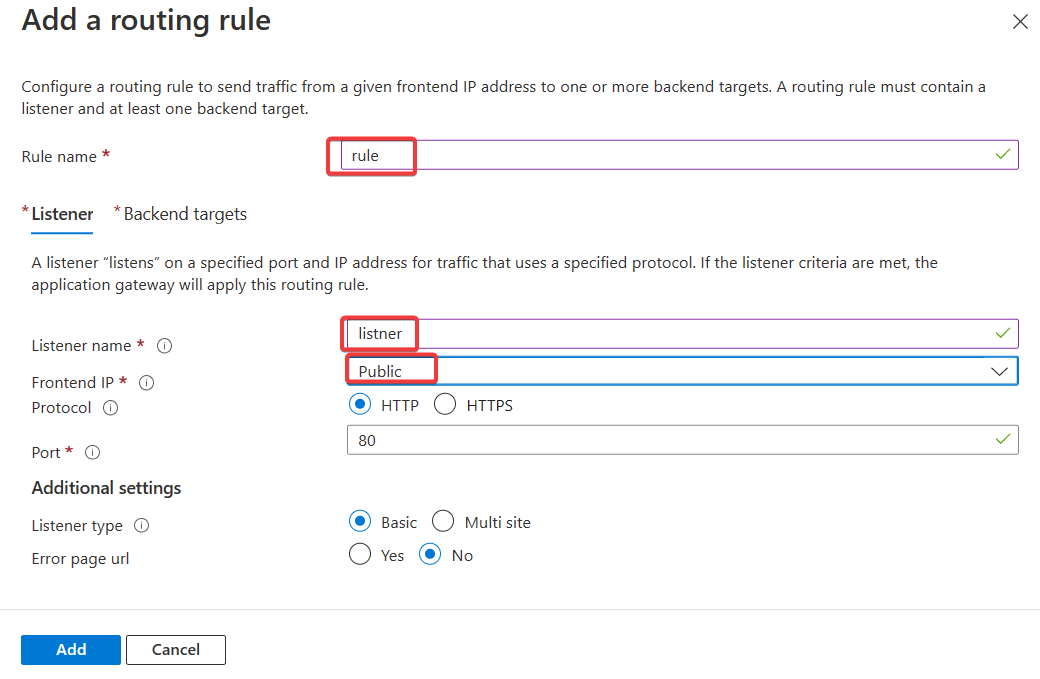 Add a routing rule
Configure a routing rule to send traffic from a given frontend IP address to one or more backend targets. A routing rule must contain a
listener and at least one backend target.
Rule name *
rule
* Listener * Backend targets
A listener “listens” on a specified port and IP address for traffic that uses a specified protocol. If the listener criteria are met, the
application gateway will apply this routing rule.
Listener name *
listner
Frontend IP *
Public
Protocol
HTTP HTTPS
Port *
80
Additional settings
Listener type
Basic Multi site
Error page url
Yes No
Add Cancel